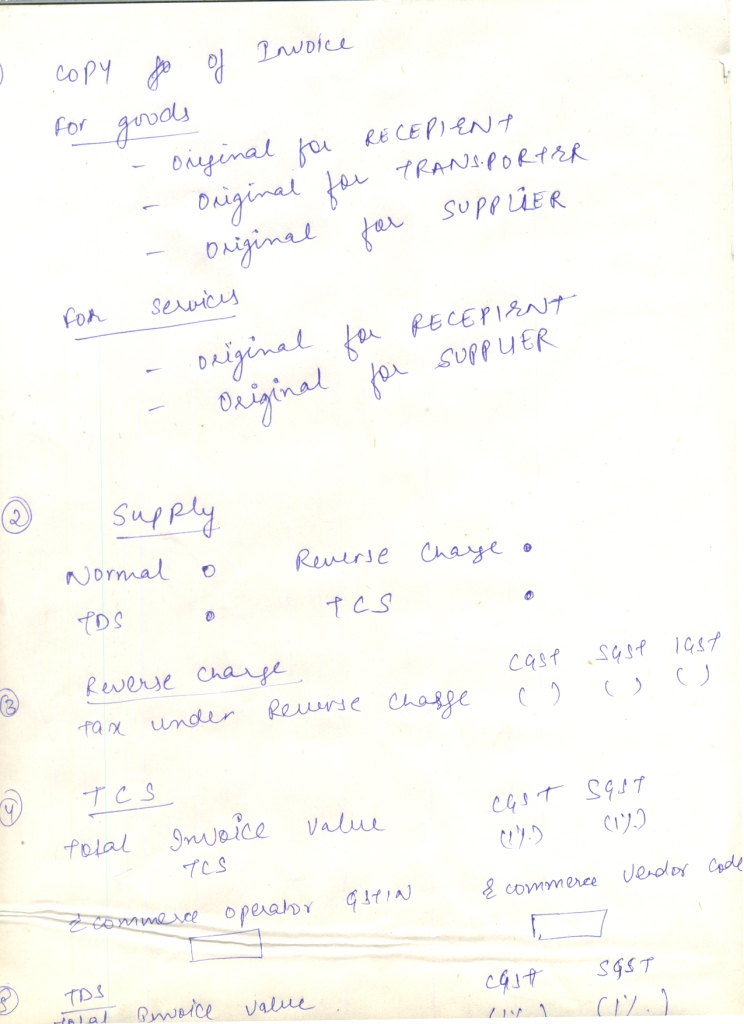 ) COPY of Invoice
For goods
- Original for RECEPIENT
- Original for TRANSPORTER
- Original for SUPPLIER
For services
- Original for RECEPIENT
- Original for SUPPLIER
② Supply
Normal o Reverse Charge •
TDS o TCS •
Reverse charge CGST SGST IGST
③ Tax under Reverse charge ( ) ( ) ( )
④ TCS CGST SGST
Total Invoice value (1%) (1%)
TCS
E commerce operator GSTIN E commerce Vendor code
TDS CGST SGST
Total Invoice value (1%) (1%.)